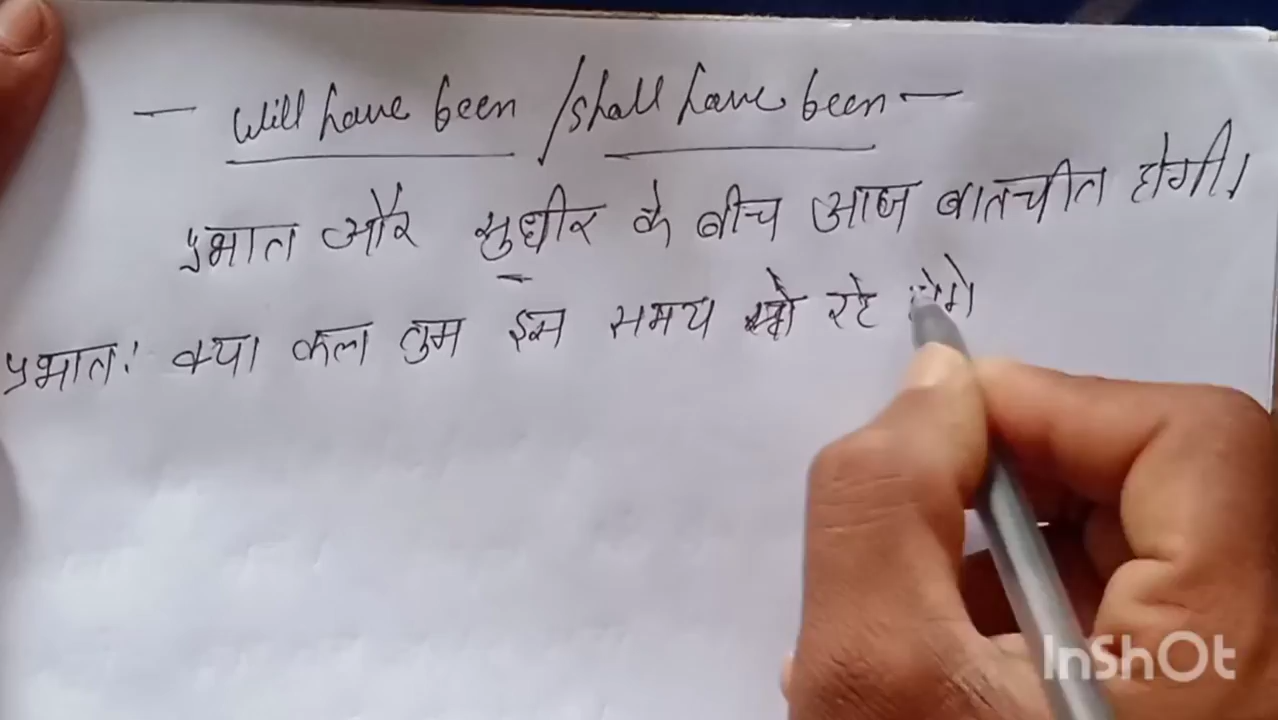 — Will have been / shall have been —
प्रभात और सुधीर के बीच आज बातचीत होगी।
प्रभात: क्या कल तुम इस समय सो रहे होगे
InShOt